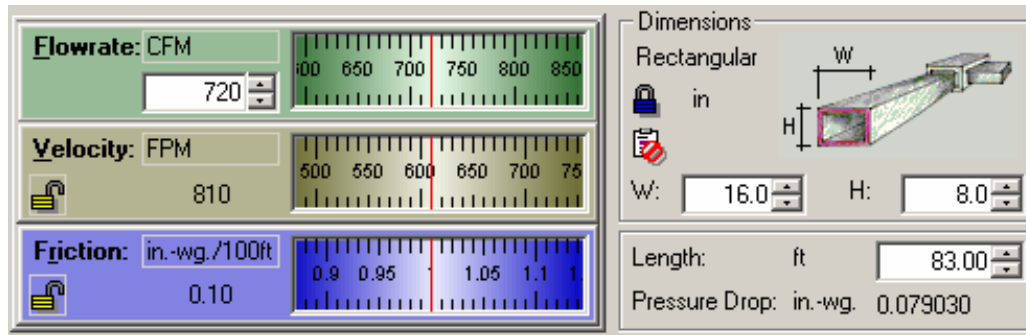 Flowrate: CFM
720
600 650 700 750 800 850
Velocity: FPM
810
500 550 600 650 700 75
Friction: in.-wg./100ft
0.10
0.9 0.95 1 1.05 1.1 1.
Dimensions
Rectangular
in
W
H
W: 16.0 H: 8.0
Length: ft 83.00
Pressure Drop: in.-wg. 0.079030